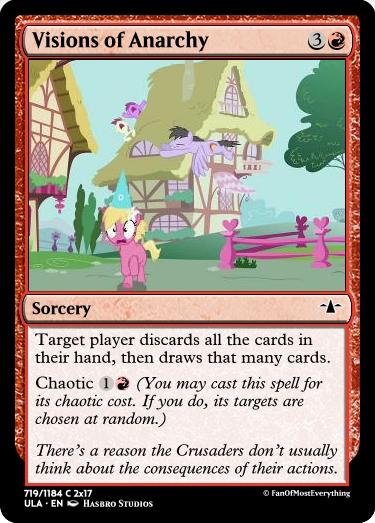 Visions of Anarchy 3
Sorcery
Target player discards all the cards in
their hand, then draws that many cards.
Chaotic 1 (You may cast this spell for
its chaotic cost. If you do, its targets are
chosen at random.)
There's a reason the Crusaders don't usually
think about the consequences of their actions.
719/1184 C 2x17
ULA • EN Hasbro Studios
© FanOfMostEverything